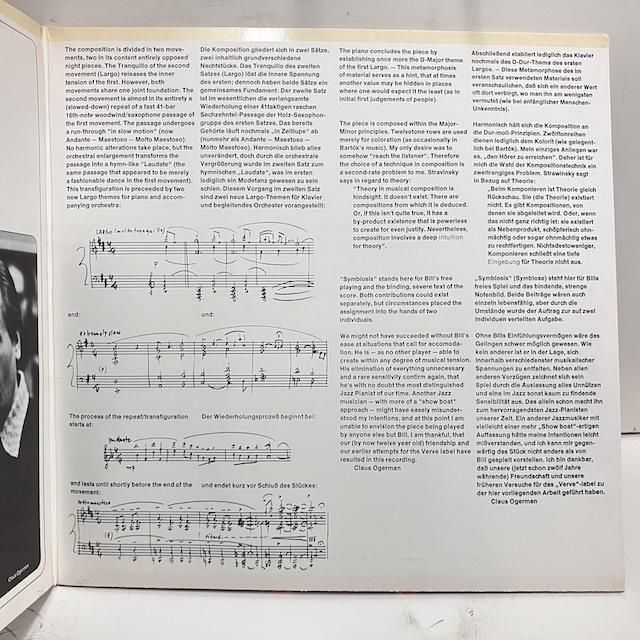 The composition is divided in two move-
ments, two in its content entirely opposed
night pieces. The Tranquillo of the second
movement (Largo) releases the inner
tension of the first. However, both
movements share one joint foundation: The
second movement is almost in its entirety a
(slowed-down) repeat of a fast 41-bar
16th-note woodwind/saxophone passage of
the first movement. The passage undergoes
a run-through "in slow motion" (now
Andante — Maestoso — Molto Maestoso).
No harmonic alterations take place, but the
orchestral enlargement transforms the
passage into a hymn-like "Laudate" (the
same passage that appeared to be merely
a fashionable dance in the first movement).
This transfiguration is preceded by two
new Largo themes for piano and accom-
panying orchestra:
Die Komposition gliedert sich in zwei Sätze,
zwei inhaltlich grundverschiedene
Nachtstücke. Das Tranquillo des zweiten
Satzes (Largo) löst die innere Spannung
des ersten; dennoch haben beide Sätze ein
gemeinsames Fundament: Der zweite Satz
ist im wesentlichen die verlangsamte
Wiederholung einer 41taktigen raschen
Sechzehntel-Passage der Holz-Saxophon-
gruppe des ersten Satzes. Das bereits
Gehörte läuft nochmals „in Zeitlupe" ab
(nunmehr als Andante — Maestoso —
Molto Maestoso). Harmonisch bleibt alles
unverändert, doch durch die orchestrale
Vergrößerung wurde im zweiten Satz zum
hymnischen „Laudate", was im ersten
lediglich ein Modetanz gewesen zu sein
schien. Diesem Vorgang im zweiten Satz
sind zwei neue Largo-Themen für Klavier
und begleitendes Orchester vorangestellt:
LARGO (molto tranquillo)
p
and:
und:
extremely slow
(p)
The process of the repeat/transfiguration
starts at:
Der Wiederholungsprozeß beginnt bei:
andante
mp
and lasts until shortly before the end of the
movement:
und endet kurz vor Schluß des Stückes:
molto maestoso
(f)
ritard.
fff
The piano concludes the piece by
establishing once more the D-Major theme
of the first Largo. — This metamorphosis
of material serves as a hint, that at times
another value may be hidden in places
where one would expect it the least (as in
initial first judgements of people).
The piece is composed within the Major-
Minor principles. Twelvetone rows are used
merely for coloration (as occasionally in
Bartók's music). My only desire was to
somehow "reach the listener". Therefore
the choice of a technique in composition is
a second-rate problem to me. Stravinsky
says in regard to theory:
"Theory in musical composition is
hindsight. It doesn't exist. There are
compositions from which it is deduced.
Or, if this isn't quite true, it has a
by-product existence that is powerless
to create for even justify. Nevertheless,
composition involves a deep intuition
for theory".
"Symbiosis" stands here for Bill's free
playing and the binding, severe text of the
score. Both contributions could exist
separately, but circumstances placed the
assignment into the hands of two
individuals.
We might not have succeeded without Bill's
ease at situations that call for accomoda-
tion. He is — as no other player — able to
create within any degree of musical tension.
His elimination of everything unnecessary
and a rare sensitivity confirm again, that
he's with no doubt the most distinguished
Jazz Pianist of our time. Another Jazz
musician — with more of a "show boat"
approach — might have easily misunder-
stood my intentions, and at this point I am
unable to envision the piece being played
by anyone else but Bill. I am thankful, that
our (by now twelve year old) friendship and
our earlier attempts for the Verve label have
resulted in this recording.
Claus Ogerman
Abschließend etabliert lediglich das Klavier
nochmals das D-Dur-Thema des ersten
Largos. — Diese Metamorphose des im
ersten Satz verwendeten Materials soll
veranschaulichen, daß sich ein anderer Wert
oft dort verbirgt, wo man ihn am wenigsten
vermutet (wie bei anfänglicher Menschen-
Unkenntnis).
Harmonisch hält sich die Komposition an
die Dur-moll-Prinzipien. Zwölftonreihen
dienen lediglich dem Kolorit (wie gelegent-
lich bei Bartók). Mein einziges Anliegen war
es, „den Hörer zu erreichen". Daher ist für
mich die Wahl der Kompositionstechnik ein
zweitrangiges Problem. Strawinsky sagt
in Bezug auf Theorie:
„Beim Komponieren ist Theorie gleich
Rückschau. Sie (die Theorie) existiert
nicht. Es gibt Kompositionen, von
denen sie abgeleitet wird. Oder, wenn
das nicht ganz richtig ist: sie existiert
als Nebenprodukt, schöpferisch ohn-
mächtig oder sogar ohnmächtig etwas
zu rechtfertigen. Nichtsdestoweniger,
Komponieren schließt eine tiefe
Eingebung für Theorie nicht aus.
„Symbiosis" (Symbiose) steht hier für Bills
freies Spiel und das bindende, strenge
Notenbild. Beide Beiträge wären auch
einzeln lebensfähig, aber durch die
Umstände wurde der Auftrag zur auf zwei
Individuen verteilten Aufgabe.
Ohne Bills Einfühlungsvermögen wäre das
Gelingen schwer möglich gewesen. Wie
kein anderer ist er in der Lage, sich
innerhalb verschiedenster musikalischer
Spannungen zu entfalten. Neben allen
anderen Vorzügen zeichnet sich sein
Spiel durch die Auslassung alles Unnützen
und eine im Jazz sonst kaum zu findende
Sensibilität aus. Das allein schon macht ihn
zum hervorragendsten Jazz-Pianisten
unserer Zeit. Ein anderer Jazzmusiker mit
vielleicht einer mehr „Show boat"-artigen
Auffassung hätte meine Intentionen leicht
mißverstanden, und ich kann mir gegen-
wärtig das Stück nicht anders als von
Bill gespielt vorstellen. Ich bin dankbar,
daß unsere (jetzt schon zwölf Jahre
währende) Freundschaft und unsere
früheren Versuche für das „Verve"-label zu
der hier vorliegenden Arbeit geführt haben.
Claus Ogerman
Claus Ogerman